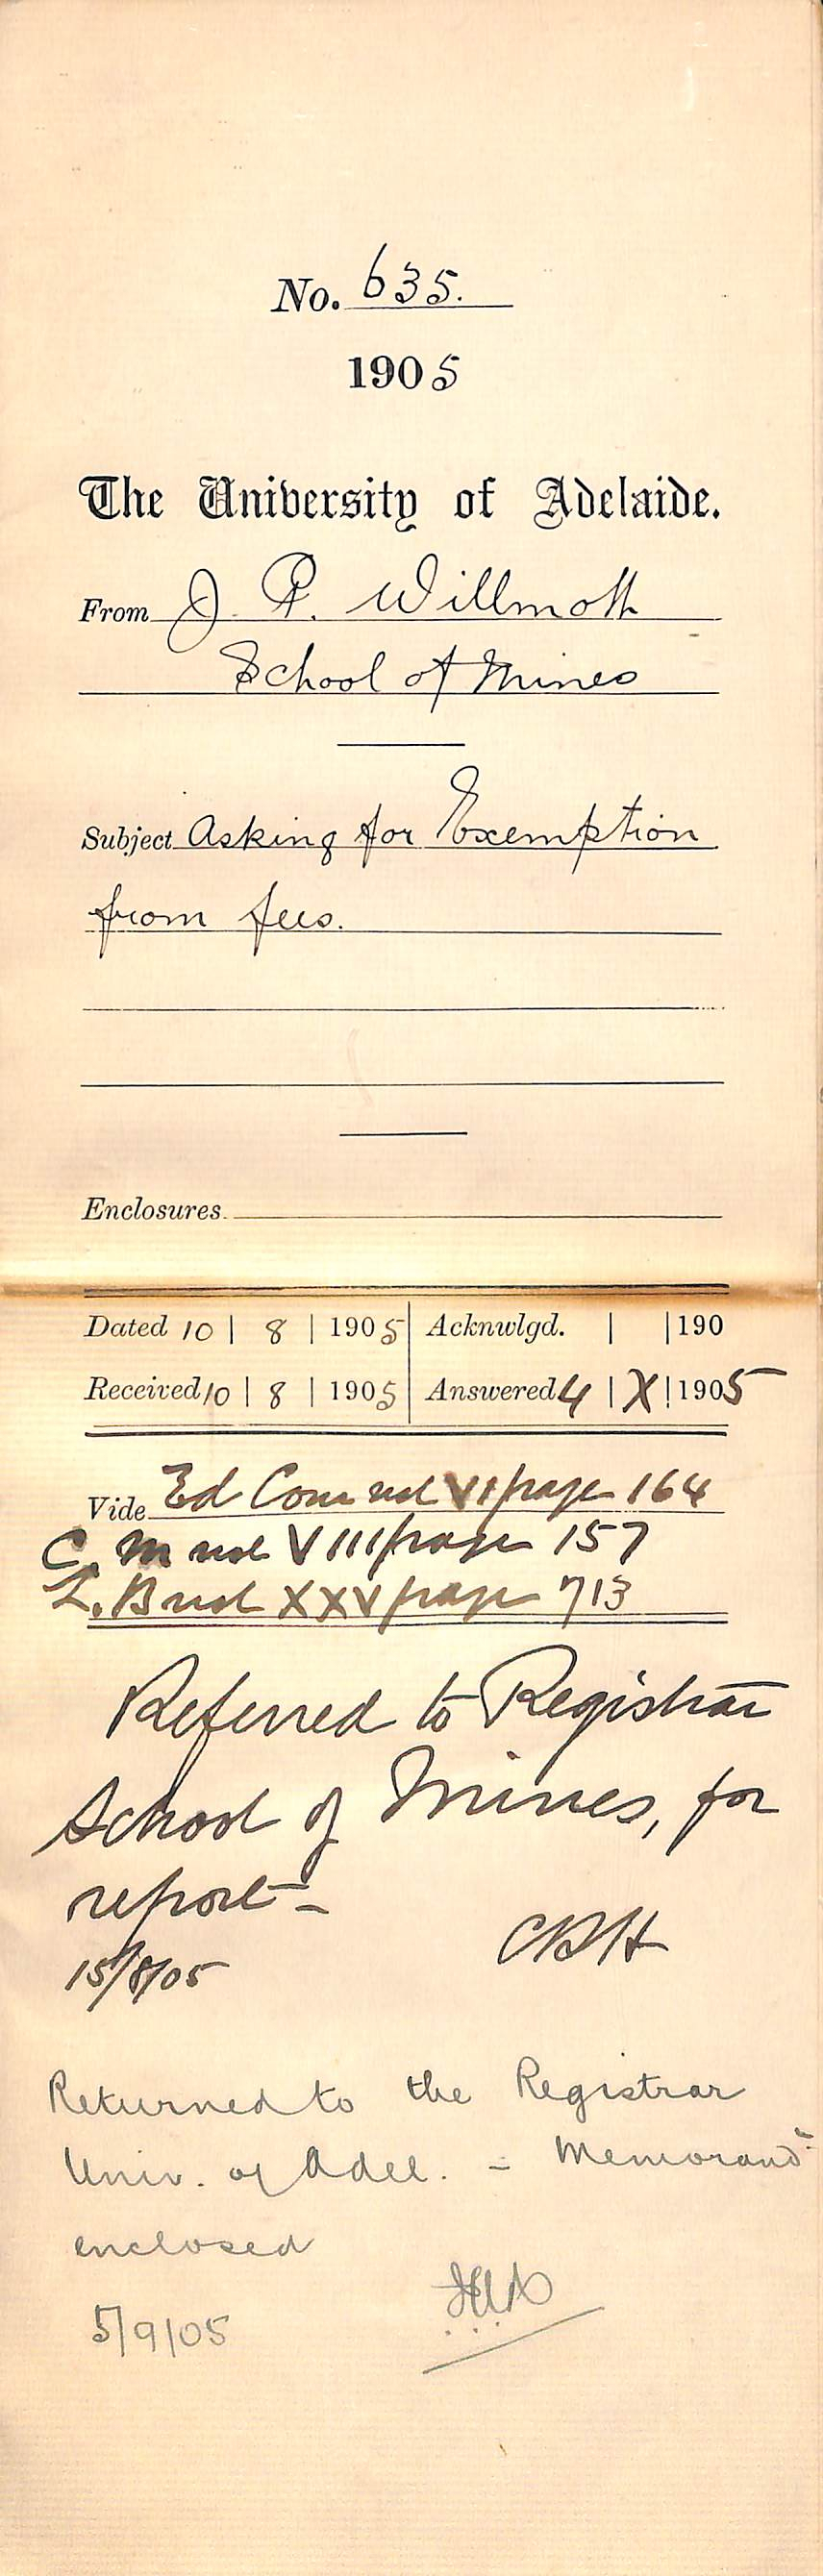 No. 635.
1905
The University of Adelaide.
From J. P. Willmott
School of Mines
Subject Asking for Exemption
from fees.
Enclosures
Dated 10 | 8 | 1905 Acknwlgd. | | 190
Received 10 | 8 | 1905 Answered 4 | X | 1905
Vide Ed Com vol VI page 164
C. M vol VIII page 157
L. B vol XXV page 713
Referred to Registrar
School of Mines, for
report –
15/8/05 CRH
Returned to the Registrar
Univ. of Adel. – Memorandm
enclosed
5/9/05